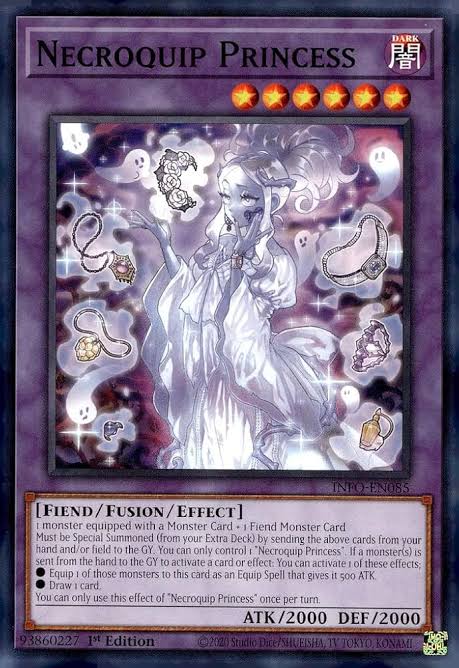 NECROQUIP PRINCESS
DARK
闇
INFO-EN085
[FIEND/FUSION/EFFECT]
1 monster equipped with a Monster Card + 1 Fiend Monster Card
Must be Special Summoned (from your Extra Deck) by sending the above cards from your
hand and/or field to the GY. You can only control 1 "Necroquip Princess". If a monster(s) is
sent from the hand to the GY to activate a card or effect: You can activate 1 of these effects;
● Equip 1 of those monsters to this card as an Equip Spell that gives it 500 ATK.
● Draw 1 card.
You can only use this effect of "Necroquip Princess" once per turn.
ATK/2000 DEF/2000
93860227 1st Edition ©2020 Studio Dice/SHUEISHA, TV TOKYO, KONAMI